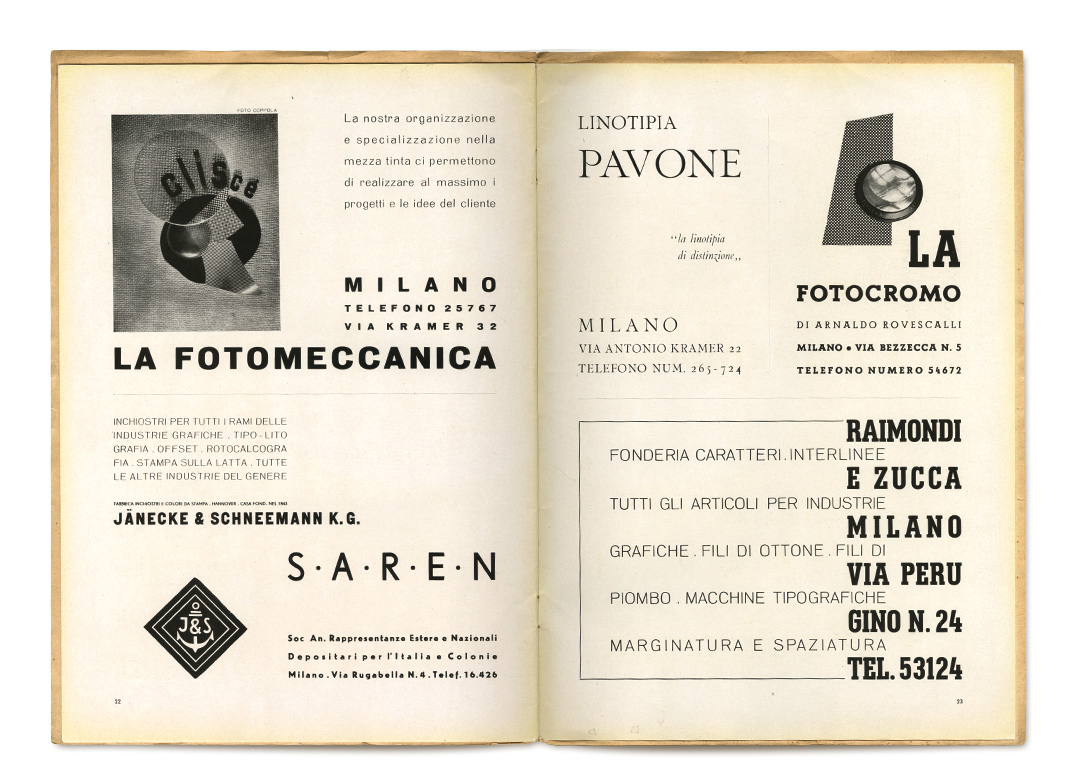 FOTO COPPOLA
clisce
La nostra organizzazione
e specializzazione nella
mezza tinta ci permettono
di realizzare al massimo i
progetti e le idee del cliente
MILANO
TELEFONO 25767
VIA KRAMER 32
LA FOTOMECCANICA
INCHIOSTRI PER TUTTI I RAMI DELLE
INDUSTRIE GRAFICHE . TIPO-LITO
GRAFIA . OFFSET . ROTOCALCOGRA
FIA . STAMPA SULLA LATTA . TUTTE
LE ALTRE INDUSTRIE DEL GENERE
FABBRICA INCHIOSTRI E COLORI DA STAMPA . HANNOVER . CASA FOND. NEL 1843
JÄNECKE & SCHNEEMANN K.G.
S·A·R·E·N
J&S
Soc An. Rappresentanze Estere e Nazionali
Depositari per l'Italia e Colonie
Milano . Via Rugabella N. 4 . Telef. 16.426
22
LINOTIPIA
PAVONE
"la linotipia
di distinzione„
MILANO
VIA ANTONIO KRAMER 22
TELEFONO NUM. 265-724
LA
FOTOCROMO
DI ARNALDO ROVESCALLI
MILANO • VIA BEZZECCA N. 5
TELEFONO NUMERO 54672
RAIMONDI
FONDERIA CARATTERI . INTERLINEE
E ZUCCA
TUTTI GLI ARTICOLI PER INDUSTRIE
MILANO
GRAFICHE . FILI DI OTTONE . FILI DI
VIA PERU
PIOMBO . MACCHINE TIPOGRAFICHE
GINO N. 24
MARGINATURA E SPAZIATURA
TEL. 53124
23